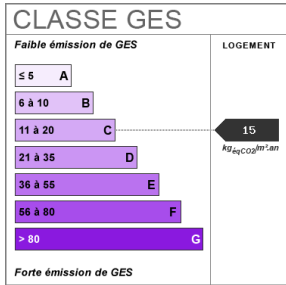 CLASSE GES
Faible émission de GES
LOGEMENT
≤ 5 A
6 à 10 B
11 à 20 C
15
kgéqCO2/m².an
21 à 35 D
36 à 55 E
56 à 80 F
> 80 G
Forte émission de GES